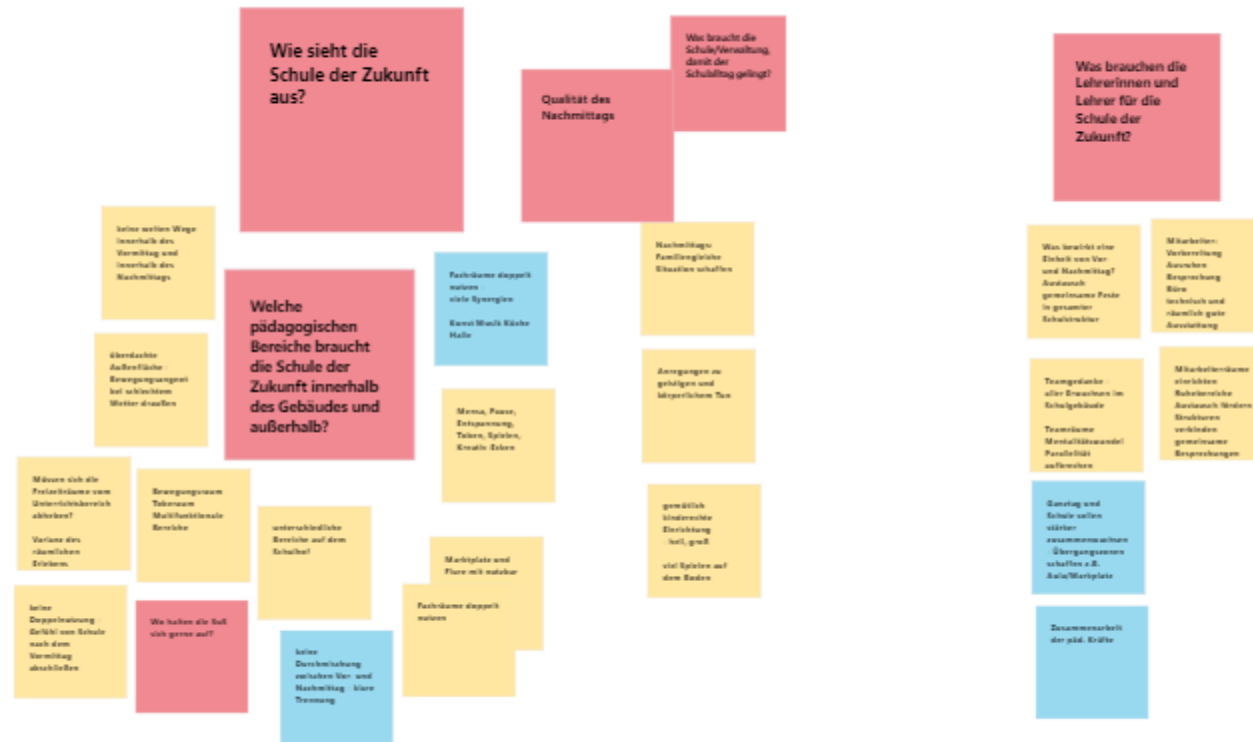 Wie sieht die
Schule der Zukunft
aus?
Qualität des
Nachmittags
Was braucht die
Schule/Verwaltung,
damit der
Schulalltag gelingt?
Was brauchen die
Lehrerinnen und
Lehrer für die
Schule der
Zukunft?
keine weiten Wege
innerhalb des
Vormittag und
innerhalb des
Nachmittags
Welche
pädagogischen
Bereiche braucht
die Schule der
Zukunft innerhalb
des Gebäudes und
außerhalb?
Fachräume doppelt
nutzen -
viele Synergien
Kunst Musik Küche
Halle
Nachmittags:
Familiengleiche
Situation schaffen
Was bewirkt eine
Einheit von Vor-
und Nachmittag?
Austausch
gemeinsame Feste
in gesamter
Schulstruktur
Mitarbeiter:
Vorbereitung
Ausruhen
Besprechung
Büro
technisch und
räumlich gute
Ausstattung
überdachte
Außenfläche
Bewegungsangeot
bei schlechtem
Wetter draußen
Mensa, Pause,
Entspannung,
Toben, Spielen,
Kreativ-Ecken
Anregungen zu
geistigen und
körperlichem Tun
Teamgedanke -
aller Erwachsen im
Schulgebäude
Teamräume
Mentalitätswandel
Parallelität
aufbrechen
Mitarbeiterräume
einrichten
Ruhebereiche
Austausch fördern
Strukturen
verbinden
gemeinsame
Besprechungen
Müssen sich die
Freizeiträume vom
Unterrichtsbereich
abheben?
Varianz des
räumlichen
Erlebens
Bewegungsraum
Toberaum
Multifunktionale
Bereiche
unterschiedliche
Bereiche auf dem
Schulhof
Marktplatz und
Flure mit nutzbar
Fachräume doppelt
nutzen
gemütlich
kinderechte
Einrichtung
- hell, groß
viel Spielen auf
dem Boden
Ganztag und
Schule sollen
stärker
zusammenwachsen
- Übergangszonen
schaffen z.B.
Aula/Markplatz
keine
Doppelnutzung -
Gefühl von Schule
nach dem
Vormittag
abschließen
Wo halten die SuS
sich gerne auf?
keine
Durchmischung
zwischen Vor- und
Nachmittag - klare
Trennung
Zusammenarbeit
der päd. Kräfte